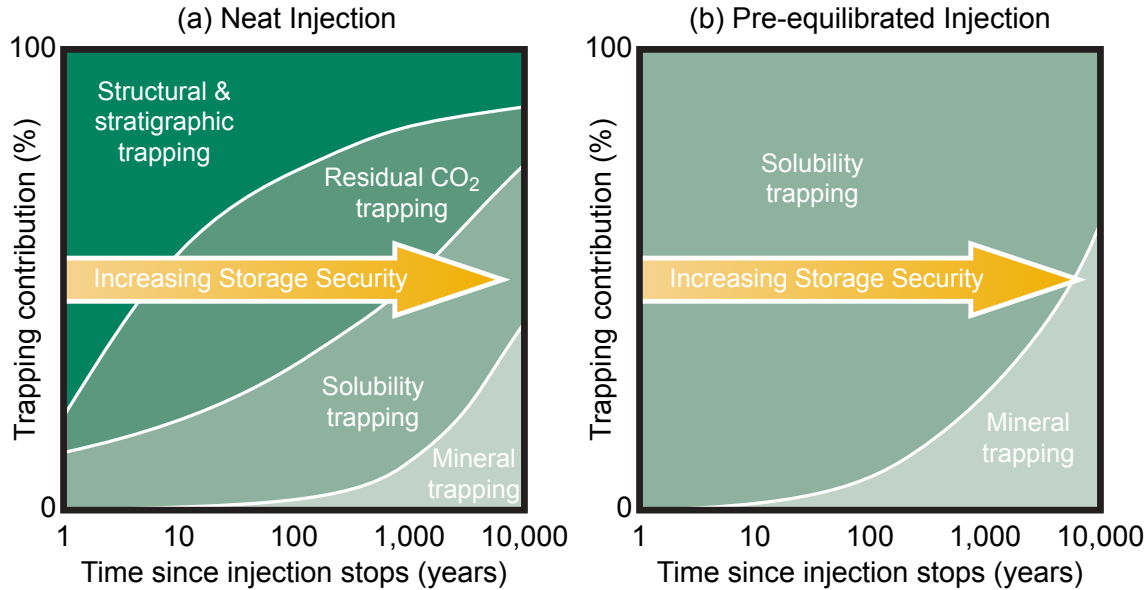 (a) Neat Injection
100
Structural &
stratigraphic
trapping
Residual CO₂
trapping
Increasing Storage Security
Solubility
trapping
Mineral
trapping
0
1 10 100 1,000 10,000
Time since injection stops (years)
Trapping contribution (%)
(b) Pre-equilibrated Injection
100
Solubility
trapping
Increasing Storage Security
Mineral
trapping
0
1 10 100 1,000 10,000
Time since injection stops (years)
Trapping contribution (%)